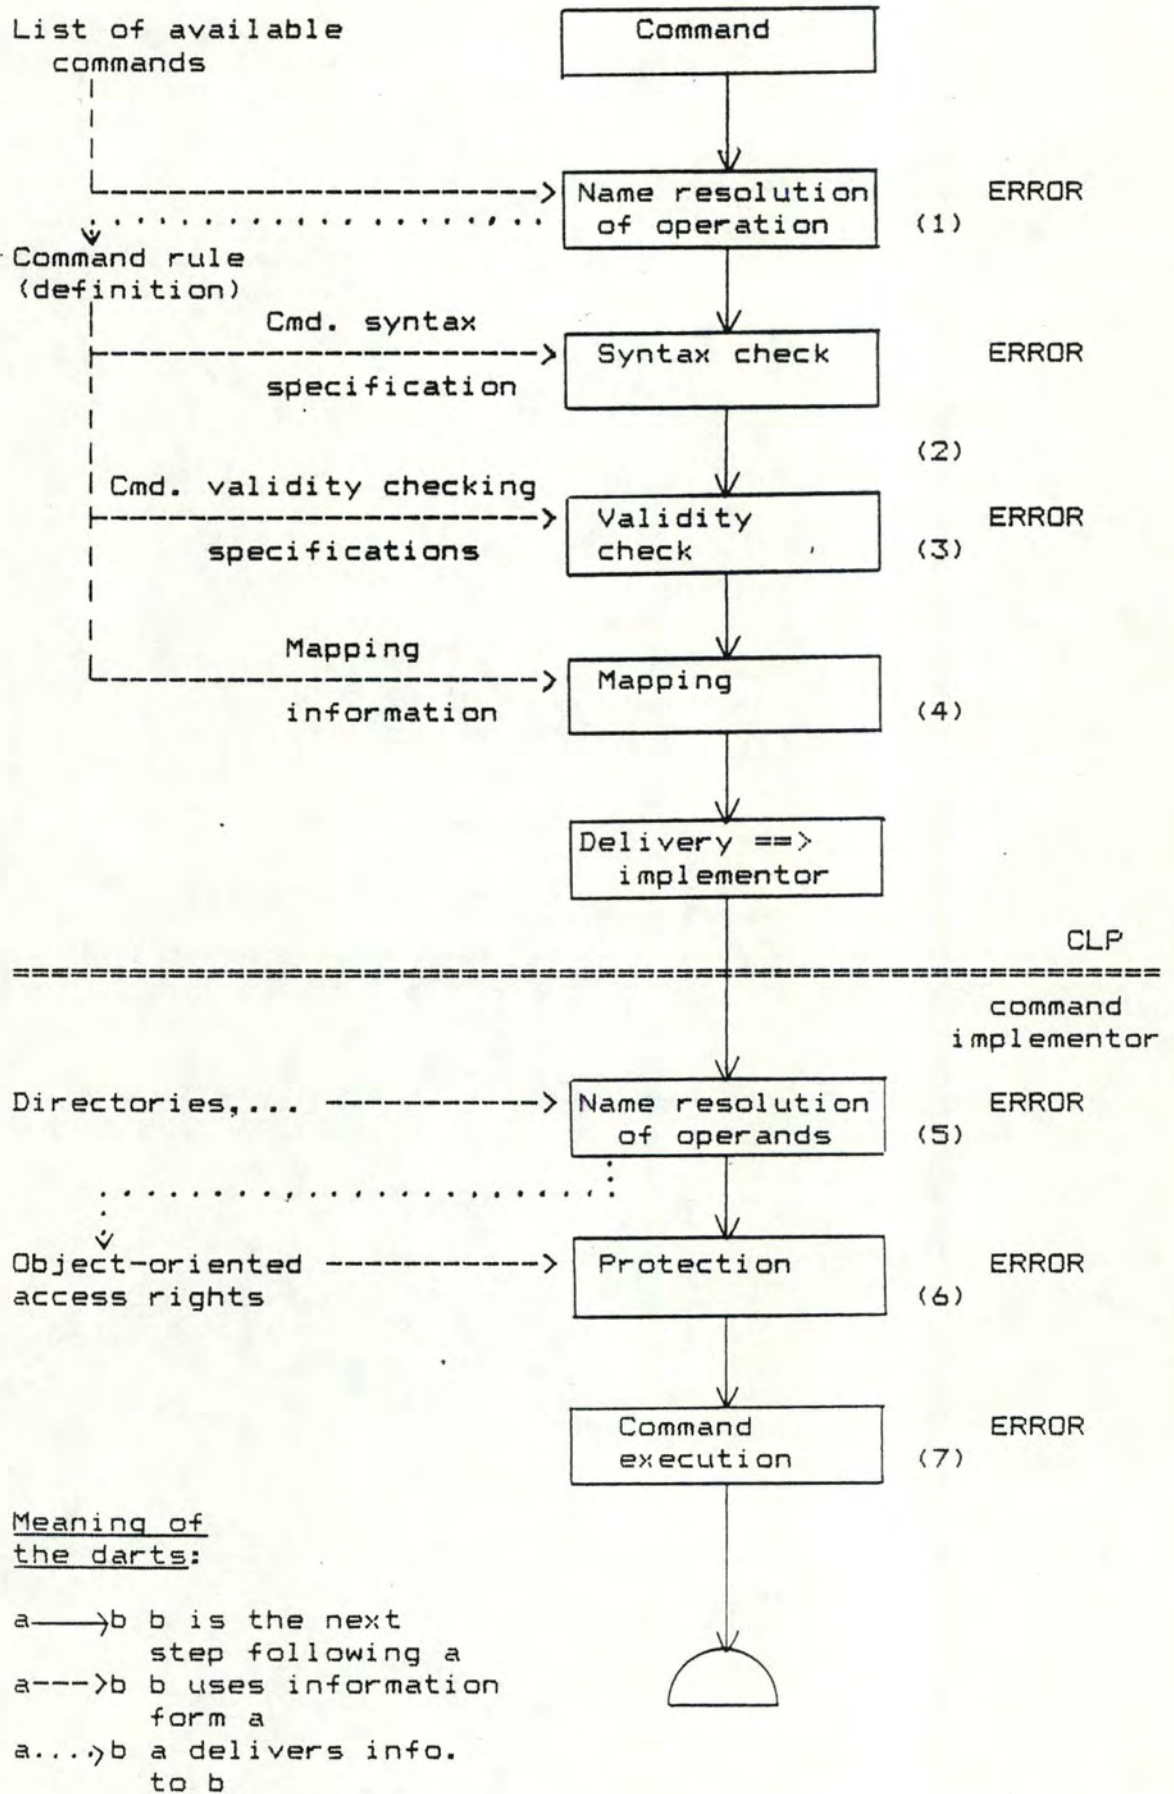 List of available
commands
Command
Name resolution
of operation
(1)
ERROR
Command rule
(definition)
Cmd. syntax
specification
Syntax check
ERROR
(2)
Cmd. validity checking
specifications
Validity
check
(3)
ERROR
Mapping
information
Mapping
(4)
Delivery ==>
implementor
CLP
command
implementor
Directories,...
Name resolution
of operands
(5)
ERROR
Object-oriented
access rights
Protection
(6)
ERROR
Command
execution
(7)
ERROR
Meaning of
the darts:
a——>b b is the next
step following a
a--->b b uses information
form a
a....>b a delivers info.
to b